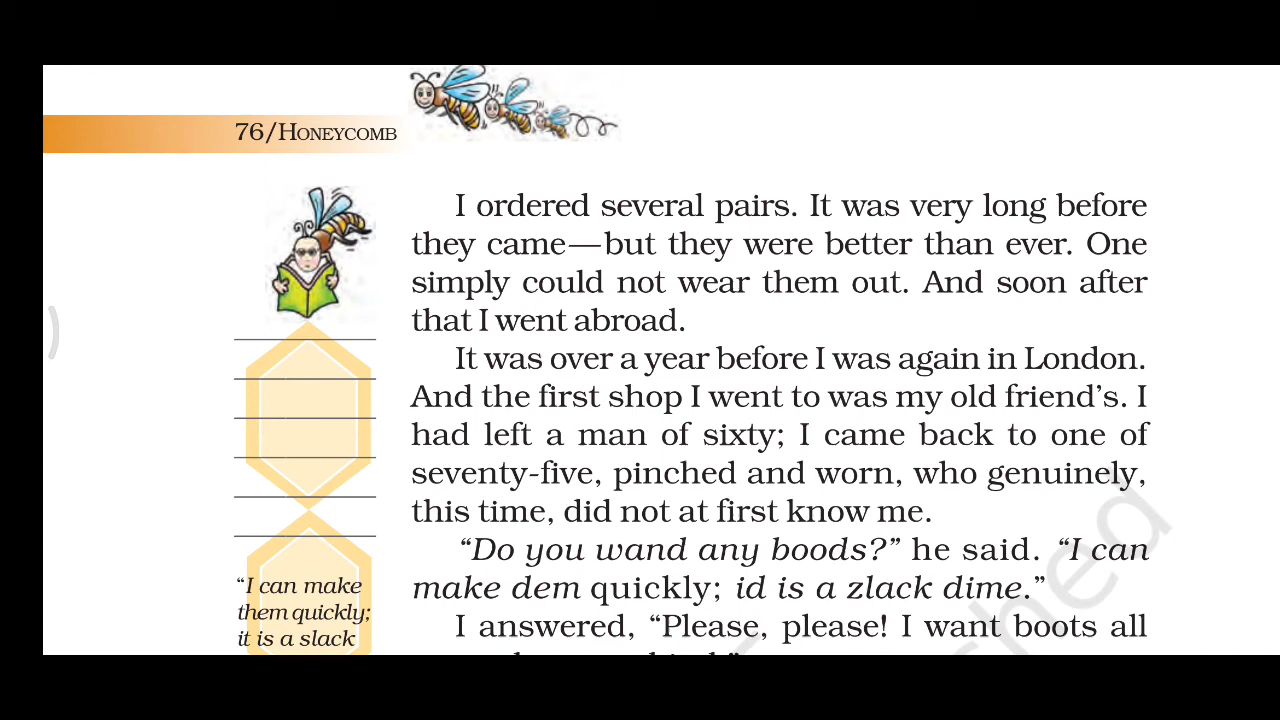 76/HONEYCOMB
I ordered several pairs. It was very long before
they came—but they were better than ever. One
simply could not wear them out. And soon after
that I went abroad.
It was over a year before I was again in London.
And the first shop I went to was my old friend's. I
had left a man of sixty; I came back to one of
seventy-five, pinched and worn, who genuinely,
this time, did not at first know me.
“Do you wand any boods?” he said. “I can
make dem quickly; id is a zlack dime.”
I answered, “Please, please! I want boots all
“I can make
them quickly;
it is a slack